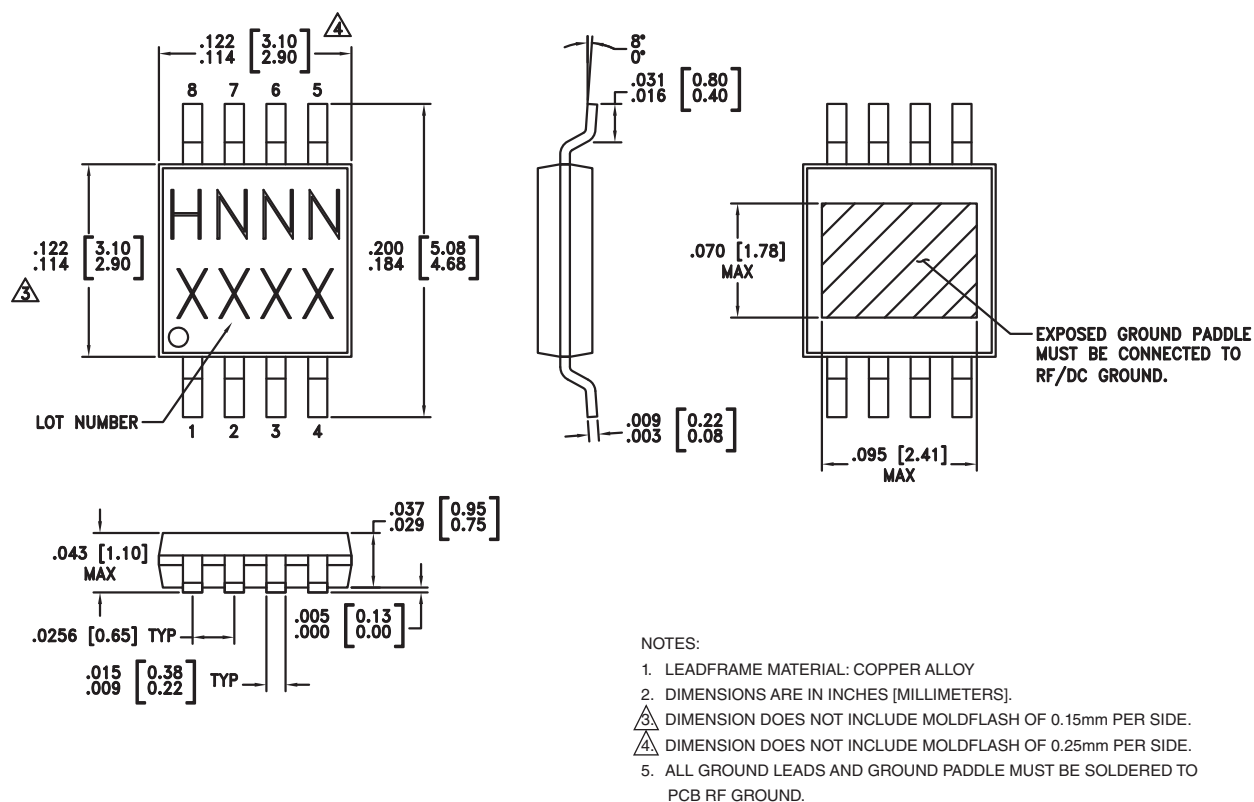 .122 [3.10]
.114 [2.90]
4
8 7 6 5
HNNN
XXXX
.122 [3.10]
.114 [2.90]
3
.200 [5.08]
.184 [4.68]
LOT NUMBER
1 2 3 4
8°
0°
.031 [0.80]
.016 [0.40]
.009 [0.22]
.003 [0.08]
.070 [1.78]
MAX
EXPOSED GROUND PADDLE
MUST BE CONNECTED TO
RF/DC GROUND.
.095 [2.41]
MAX
.037 [0.95]
.029 [0.75]
.043 [1.10]
MAX
.005 [0.13]
.000 [0.00]
.0256 [0.65] TYP
.015 [0.38]
.009 [0.22]
TYP
NOTES:
1. LEADFRAME MATERIAL: COPPER ALLOY
2. DIMENSIONS ARE IN INCHES [MILLIMETERS].
3. DIMENSION DOES NOT INCLUDE MOLDFLASH OF 0.15mm PER SIDE.
4. DIMENSION DOES NOT INCLUDE MOLDFLASH OF 0.25mm PER SIDE.
5. ALL GROUND LEADS AND GROUND PADDLE MUST BE SOLDERED TO
PCB RF GROUND.